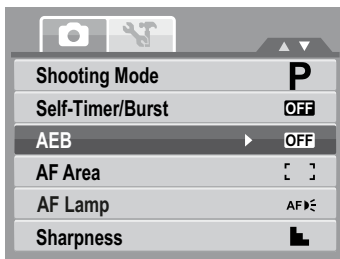 Shooting Mode P
Self-Timer/Burst OFF
AEB OFF
AF Area
AF Lamp AF
Sharpness